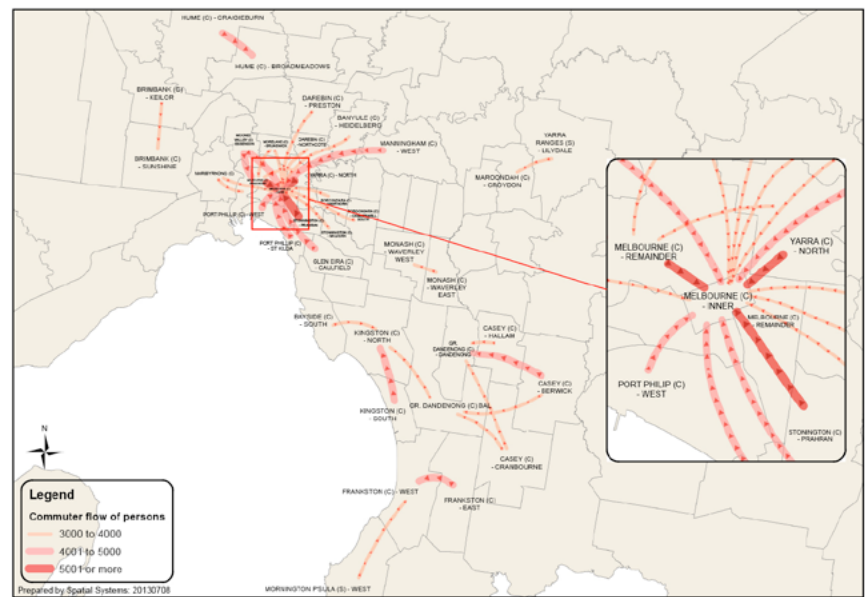 HUME (C) - CRAIGIEBURN
HUME (C) - BROADMEADOWS
BRIMBANK (C)
- KEILOR
DAREBIN (C)
- PRESTON
BANYULE (C)
- HEIDELBERG
DAREBIN (C)
- NORTHCOTE
MANNINGHAM (C)
- WEST
YARRA
RANGES (S)
- LILYDALE
BRIMBANK (C)
- SUNSHINE
MAROONDAH (C)
- CROYDON
YARRA (C) - NORTH
PORT PHILLIP (C) - WEST
PORT PHILLIP (C)
- ST KILDA
GLEN EIRA (C)
- CAULFIELD
MONASH (C)
- WAVERLEY
WEST
MONASH (C)
- WAVERLEY
EAST
BAYSIDE (C)
- SOUTH
KINGSTON (C)
- NORTH
CASEY (C)
- HALLAM
GR.
DANDENONG (C)
- DANDENONG
CASEY (C)
- BERWICK
KINGSTON (C)
- SOUTH
GR. DANDENONG (C) BAL
CASEY (C)
- CRANBOURNE
FRANKSTON (C) - WEST
FRANKSTON (C)
- EAST
MORNINGTON P'SULA (S) - WEST
MELBOURNE (C)
- REMAINDER
YARRA (C)
- NORTH
MELBOURNE (C)
- INNER
MELBOURNE (C)
- REMAINDER
PORT PHILIP (C)
- WEST
STONINGTON (C)
- PRAHRAN
N
Legend
Commuter flow of persons
3000 to 4000
4001 to 5000
5001 or more
Prepared by Spatial Systems: 20130708